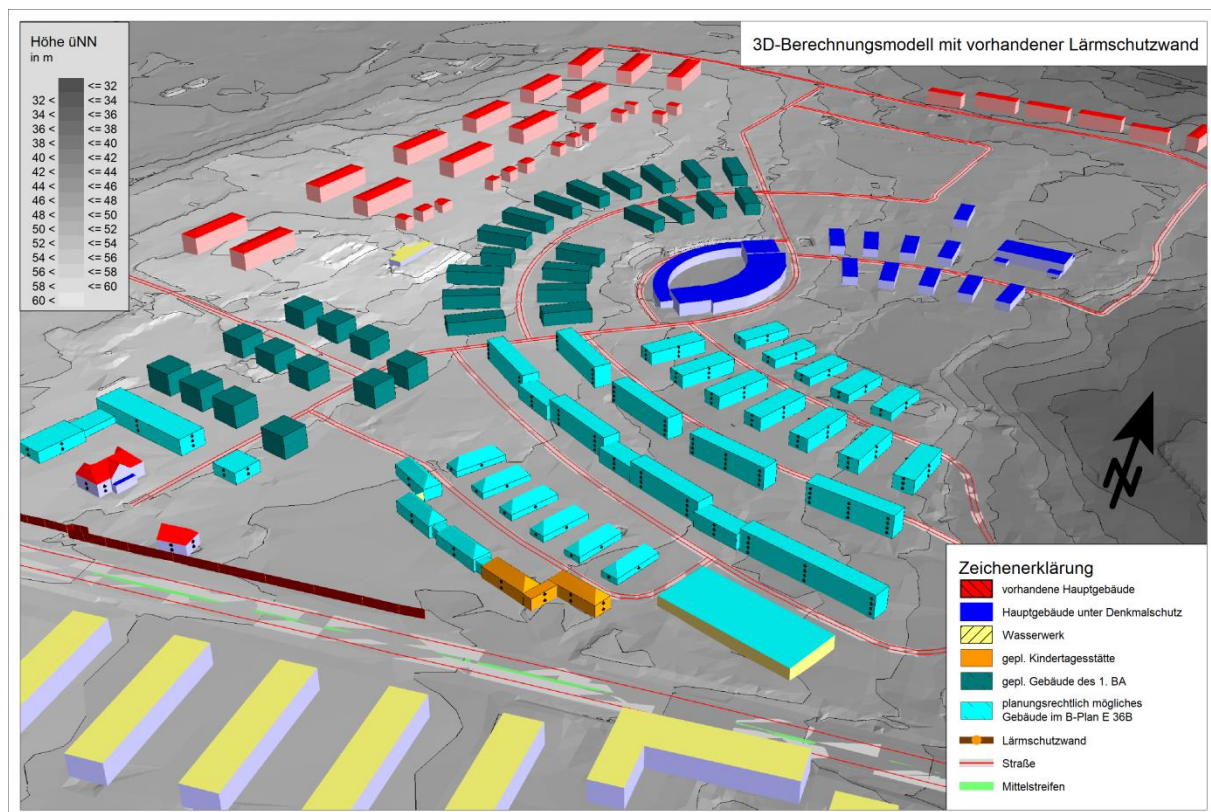 3D-Berechnungsmodell mit vorhandener Lärmschutzwand
Höhe üNN
in m
<= 32
32 < <= 34
34 < <= 36
36 < <= 38
38 < <= 40
40 < <= 42
42 < <= 44
44 < <= 46
46 < <= 48
48 < <= 50
50 < <= 52
52 < <= 54
54 < <= 56
56 < <= 58
58 < <= 60
60 <
N
Zeichenerklärung
vorhandene Hauptgebäude
Hauptgebäude unter Denkmalschutz
Wasserwerk
gepl. Kindertagesstätte
gepl. Gebäude des 1. BA
planungsrechtlich mögliches
Gebäude im B-Plan E 36B
Lärmschutzwand
Straße
Mittelstreifen